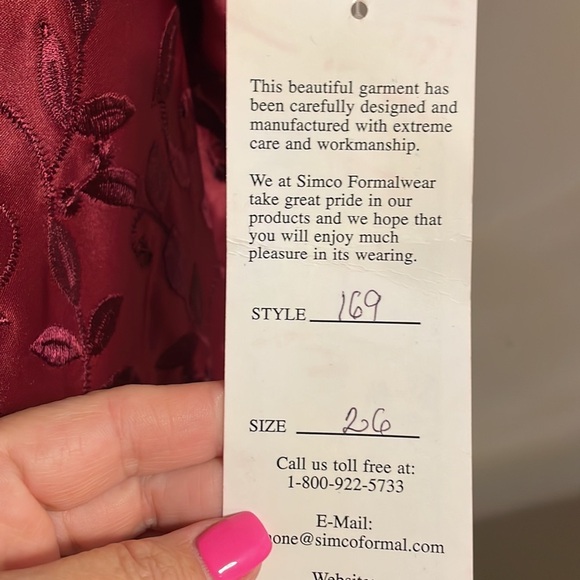 This beautiful garment has
been carefully designed and
manufactured with extreme
care and workmanship.
We at Simco Formalwear
take great pride in our
products and we hope that
you will enjoy much
pleasure in its wearing.
STYLE 169
SIZE 26
Call us toll free at:
1-800-922-5733
E-Mail:
one@simcoformal.com
Website: